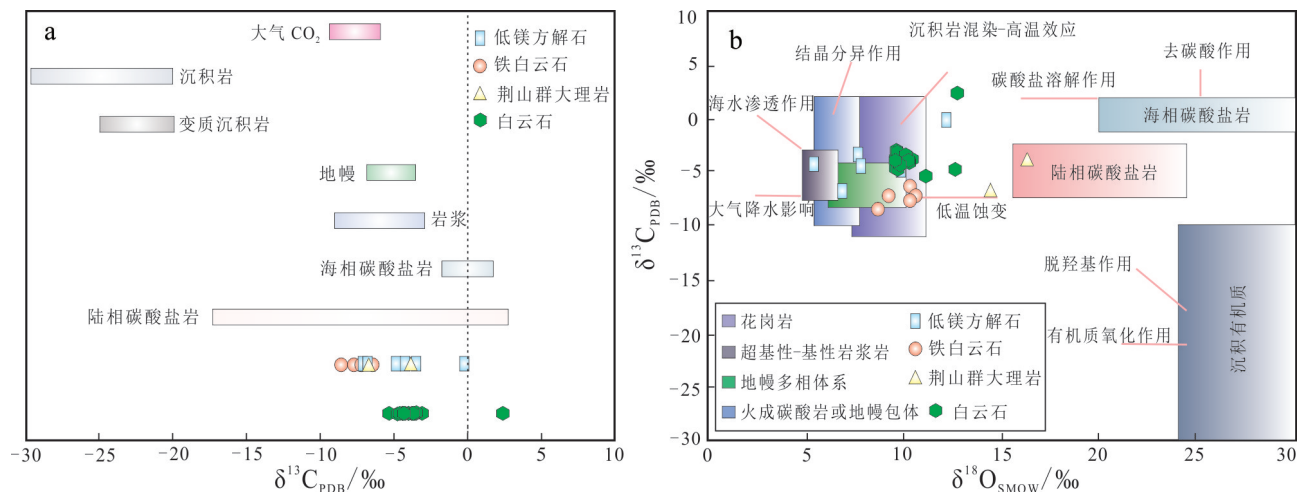 a
大气 CO₂
沉积岩
变质沉积岩
地幔
岩浆
海相碳酸盐岩
陆相碳酸盐岩
低镁方解石
铁白云石
荆山群大理岩
白云石
−30 −25 −20 −15 −10 −5 0 5 10
δ¹³C_PDB/‰
b
10
5
0
−5
−10
−15
−20
−25
−30
δ¹³C_PDB/‰
沉积岩混染-高温效应
结晶分异作用
去碳酸作用
碳酸盐溶解作用
海水渗透作用
海相碳酸盐岩
陆相碳酸盐岩
大气降水影响
低温蚀变
脱羟基作用
有机质氧化作用
沉积有机质
花岗岩
超基性-基性岩浆岩
地幔多相体系
火成碳酸岩或地幔包体
低镁方解石
铁白云石
荆山群大理岩
白云石
5 10 15 20 25 30
δ¹⁸O_SMOW/‰